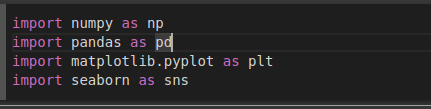 import numpy as np
import pandas as pd
import matplotlib.pyplot as plt
import seaborn as sns